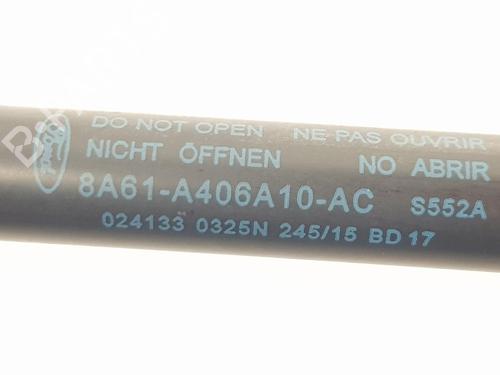 Ford
DO NOT OPEN NE PAS OUVRIR
NICHT ÖFFNEN NO ABRIR
8A61-A406A10-AC S552A
024133 0325N 245/15 BD 17